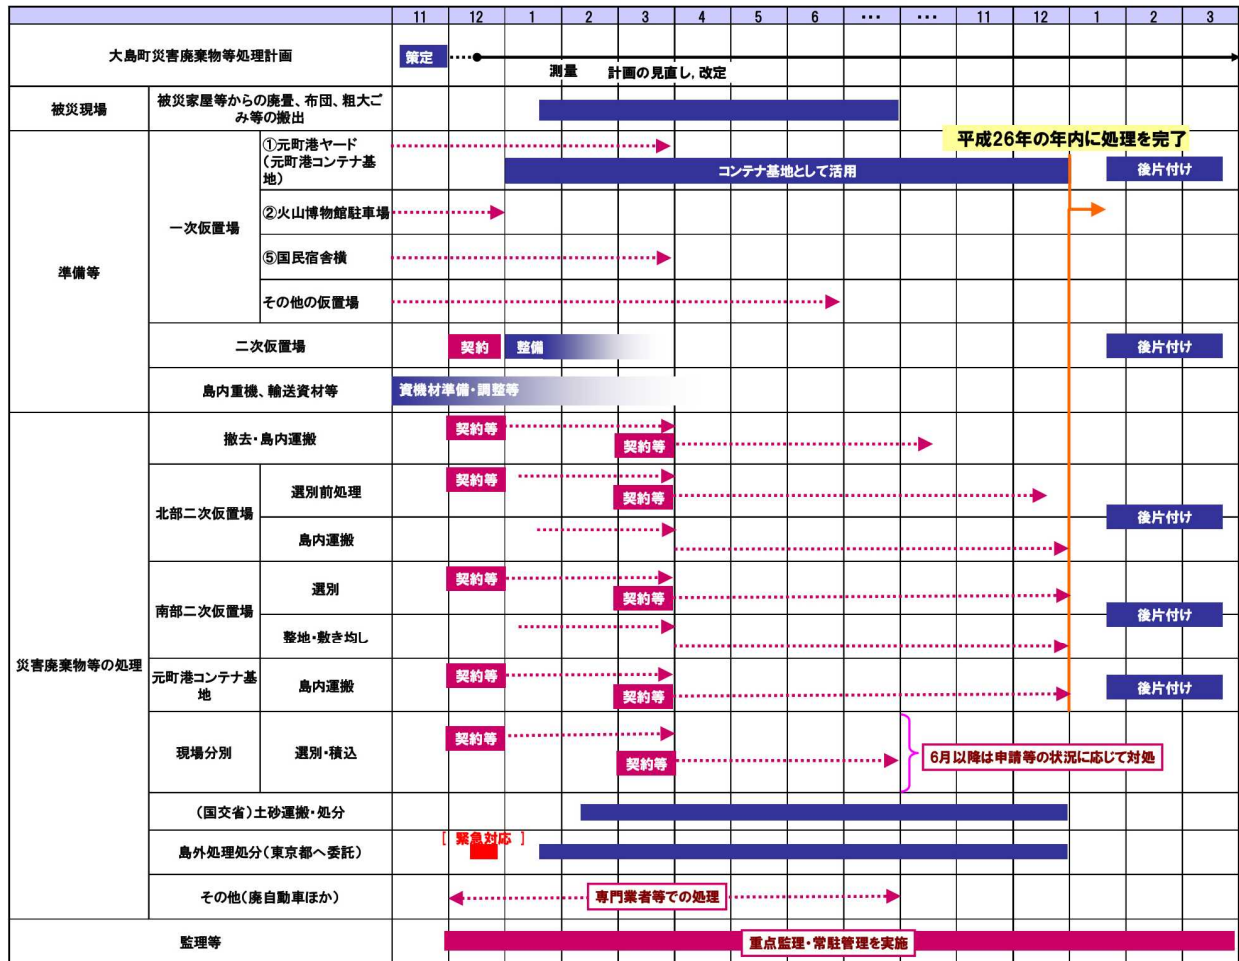 11 12 1 2 3 4 5 6 ・・・ ・・・ 11 12 1 2 3
大島町災害廃棄物等処理計画
策定
測量 計画の見直し,改定
被災現場
被災家屋等からの廃畳、布団、粗大ご
み等の搬出
平成26年の年内に処理を完了
準備等
一次仮置場
①元町港ヤード
(元町港コンテナ基
地)
コンテナ基地として活用
後片付け
②火山博物館駐車場
⑤国民宿舎横
その他の仮置場
二次仮置場
契約
整備
後片付け
島内重機、輸送資材等
資機材準備・調整等
災害廃棄物等の処理
撤去・島内運搬
契約等
契約等
北部二次仮置場
選別前処理
契約等
契約等
後片付け
島内運搬
南部二次仮置場
選別
契約等
契約等
後片付け
整地・敷き均し
元町港コンテナ基
地
島内運搬
契約等
契約等
後片付け
現場分別
選別・積込
契約等
契約等
6月以降は申請等の状況に応じて対処
(国交省)土砂運搬・処分
島外処理処分(東京都へ委託)
[ 緊急対応 ]
その他(廃自動車ほか)
専門業者等での処理
監理等
重点監理・常駐管理を実施